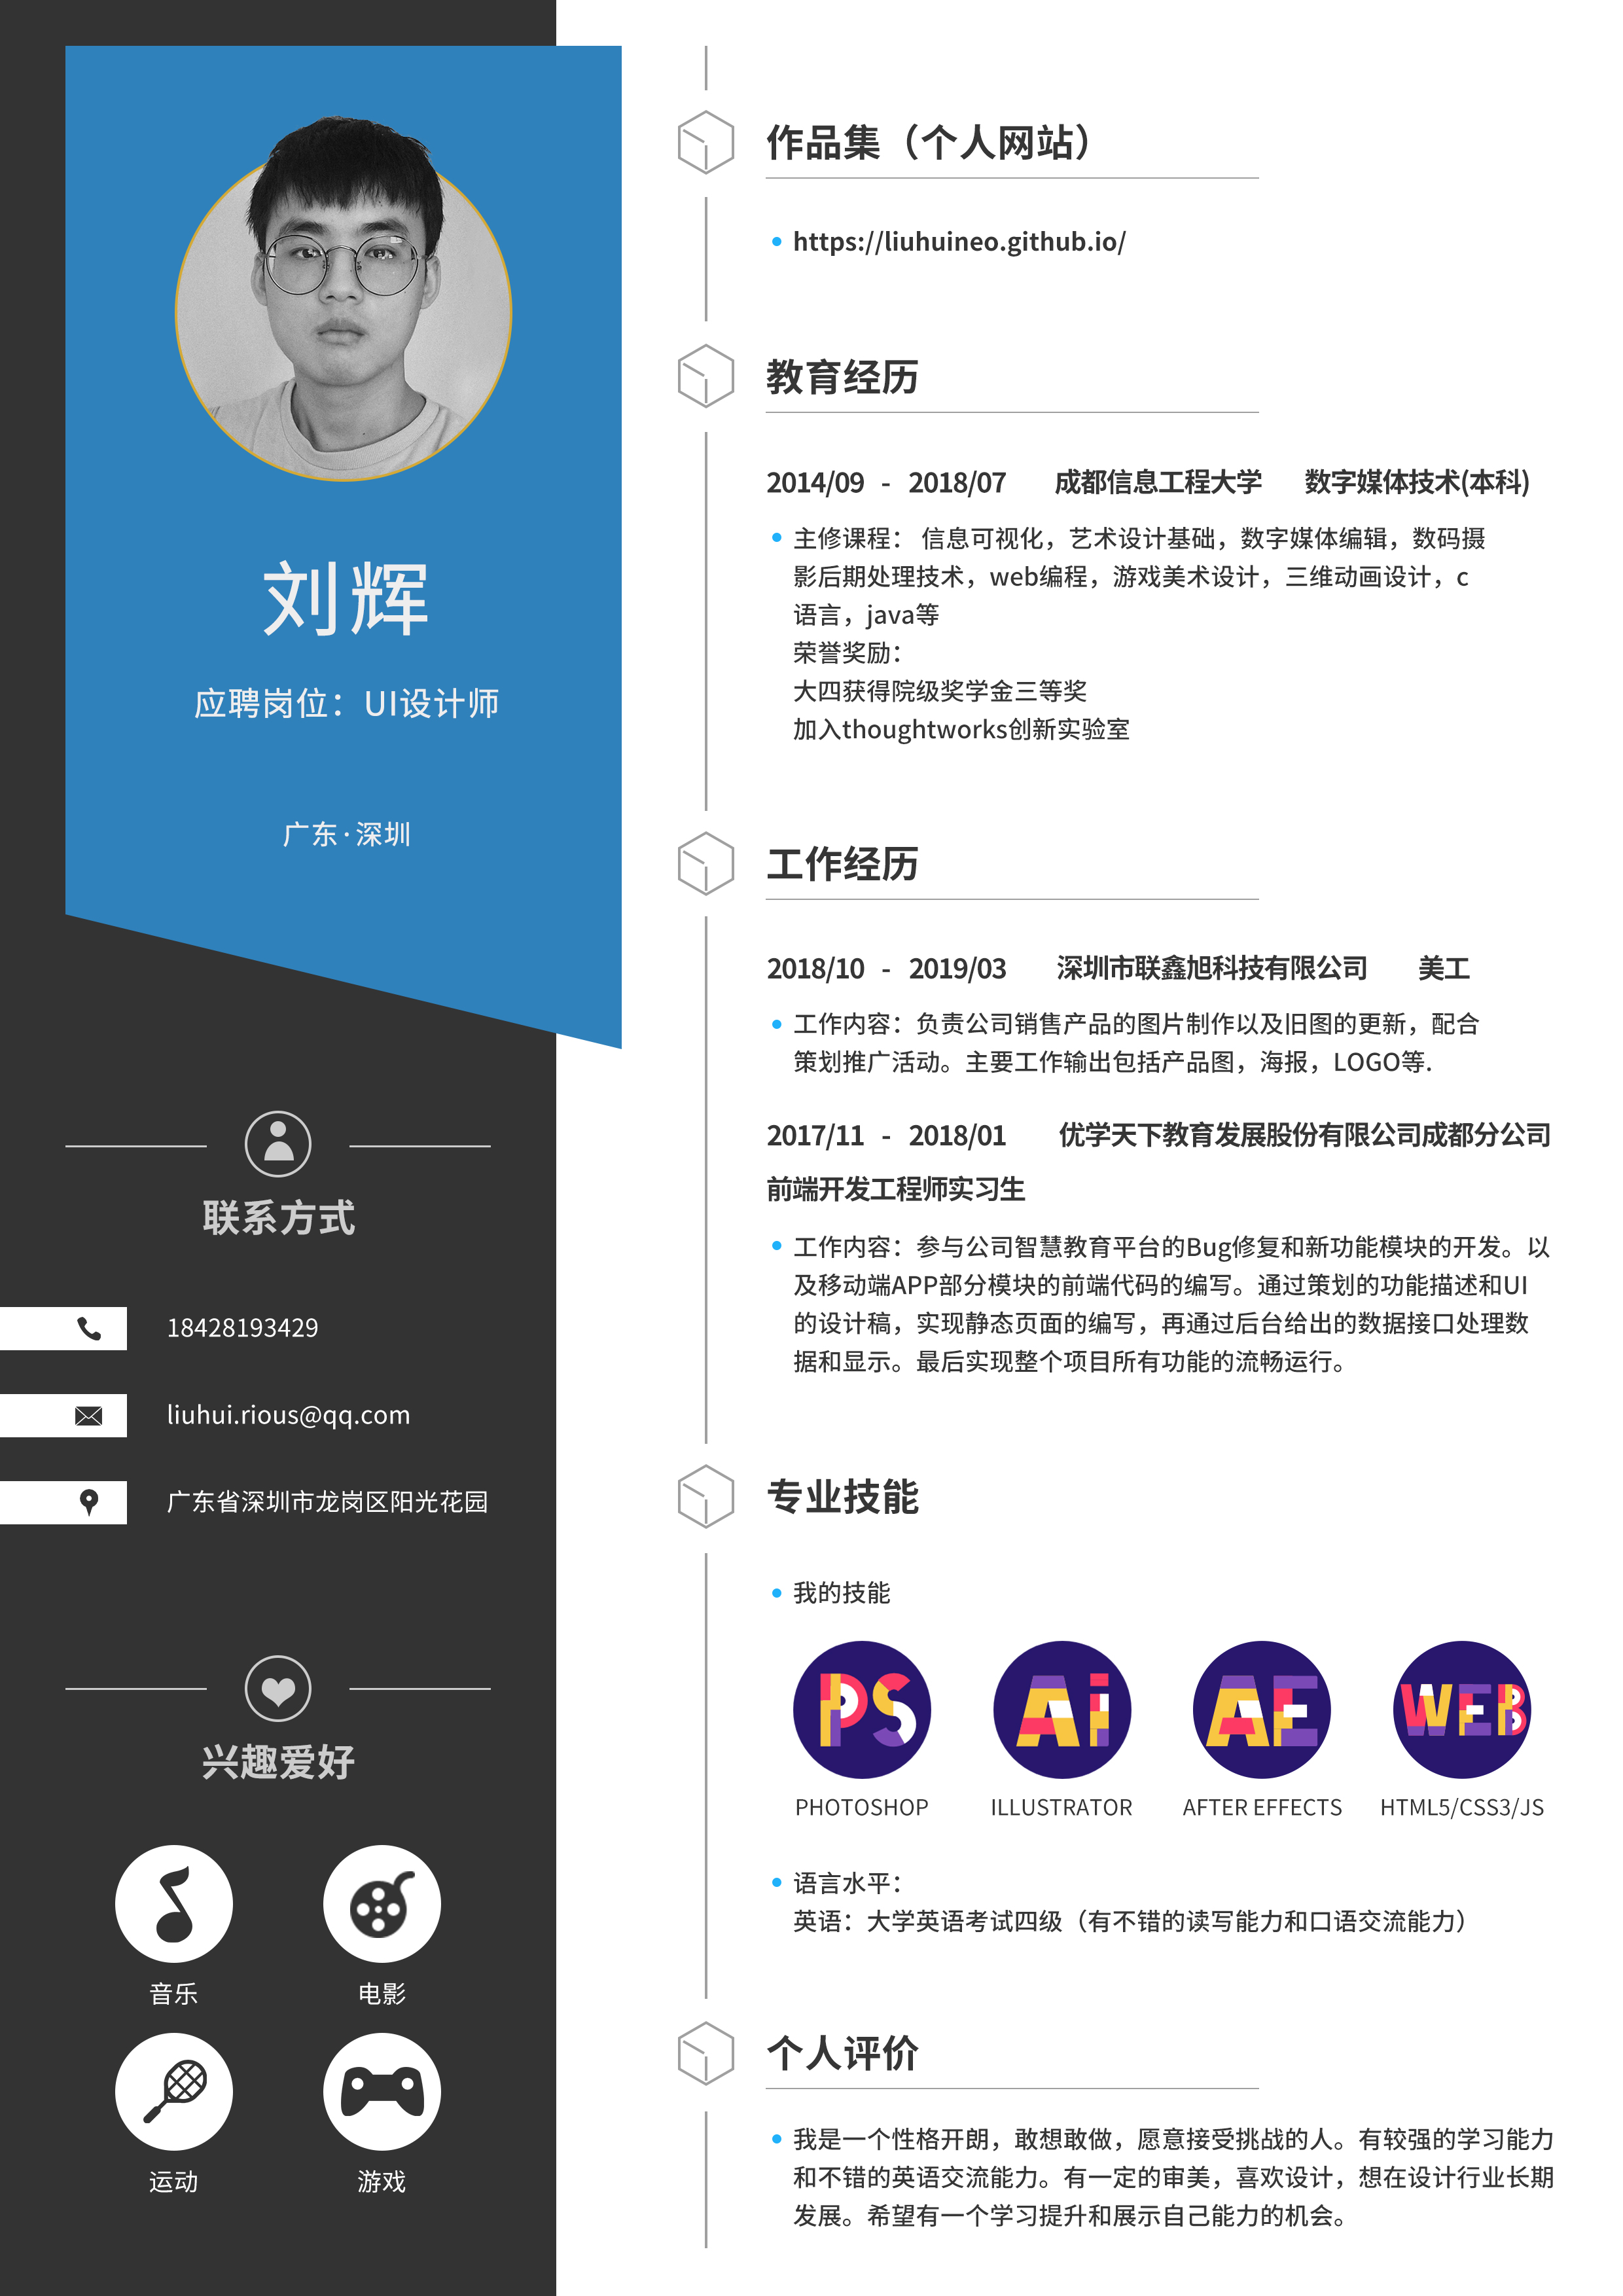 刘辉
应聘岗位：UI设计师
广东·深圳
联系方式
18428193429
liuhui.rious@qq.com
广东省深圳市龙岗区阳光花园
兴趣爱好
音乐
电影
运动
游戏
作品集（个人网站）
https://liuhuineo.github.io/
教育经历
2014/09 - 2018/07 成都信息工程大学 数字媒体技术(本科)
主修课程： 信息可视化，艺术设计基础，数字媒体编辑，数码摄
影后期处理技术，web编程，游戏美术设计，三维动画设计，c
语言，java等
荣誉奖励：
大四获得院级奖学金三等奖
加入thoughtworks创新实验室
工作经历
2018/10 - 2019/03 深圳市联鑫旭科技有限公司 美工
工作内容：负责公司销售产品的图片制作以及旧图的更新，配合
策划推广活动。主要工作输出包括产品图，海报，LOGO等.
2017/11 - 2018/01 优学天下教育发展股份有限公司成都分公司
前端开发工程师实习生
工作内容：参与公司智慧教育平台的Bug修复和新功能模块的开发。以
及移动端APP部分模块的前端代码的编写。通过策划的功能描述和UI
的设计稿，实现静态页面的编写，再通过后台给出的数据接口处理数
据和显示。最后实现整个项目所有功能的流畅运行。
专业技能
我的技能
PS Ai AE WEB
PHOTOSHOP ILLUSTRATOR AFTER EFFECTS HTML5/CSS3/JS
语言水平：
英语：大学英语考试四级（有不错的读写能力和口语交流能力）
个人评价
我是一个性格开朗，敢想敢做，愿意接受挑战的人。有较强的学习能力
和不错的英语交流能力。有一定的审美，喜欢设计，想在设计行业长期
发展。希望有一个学习提升和展示自己能力的机会。